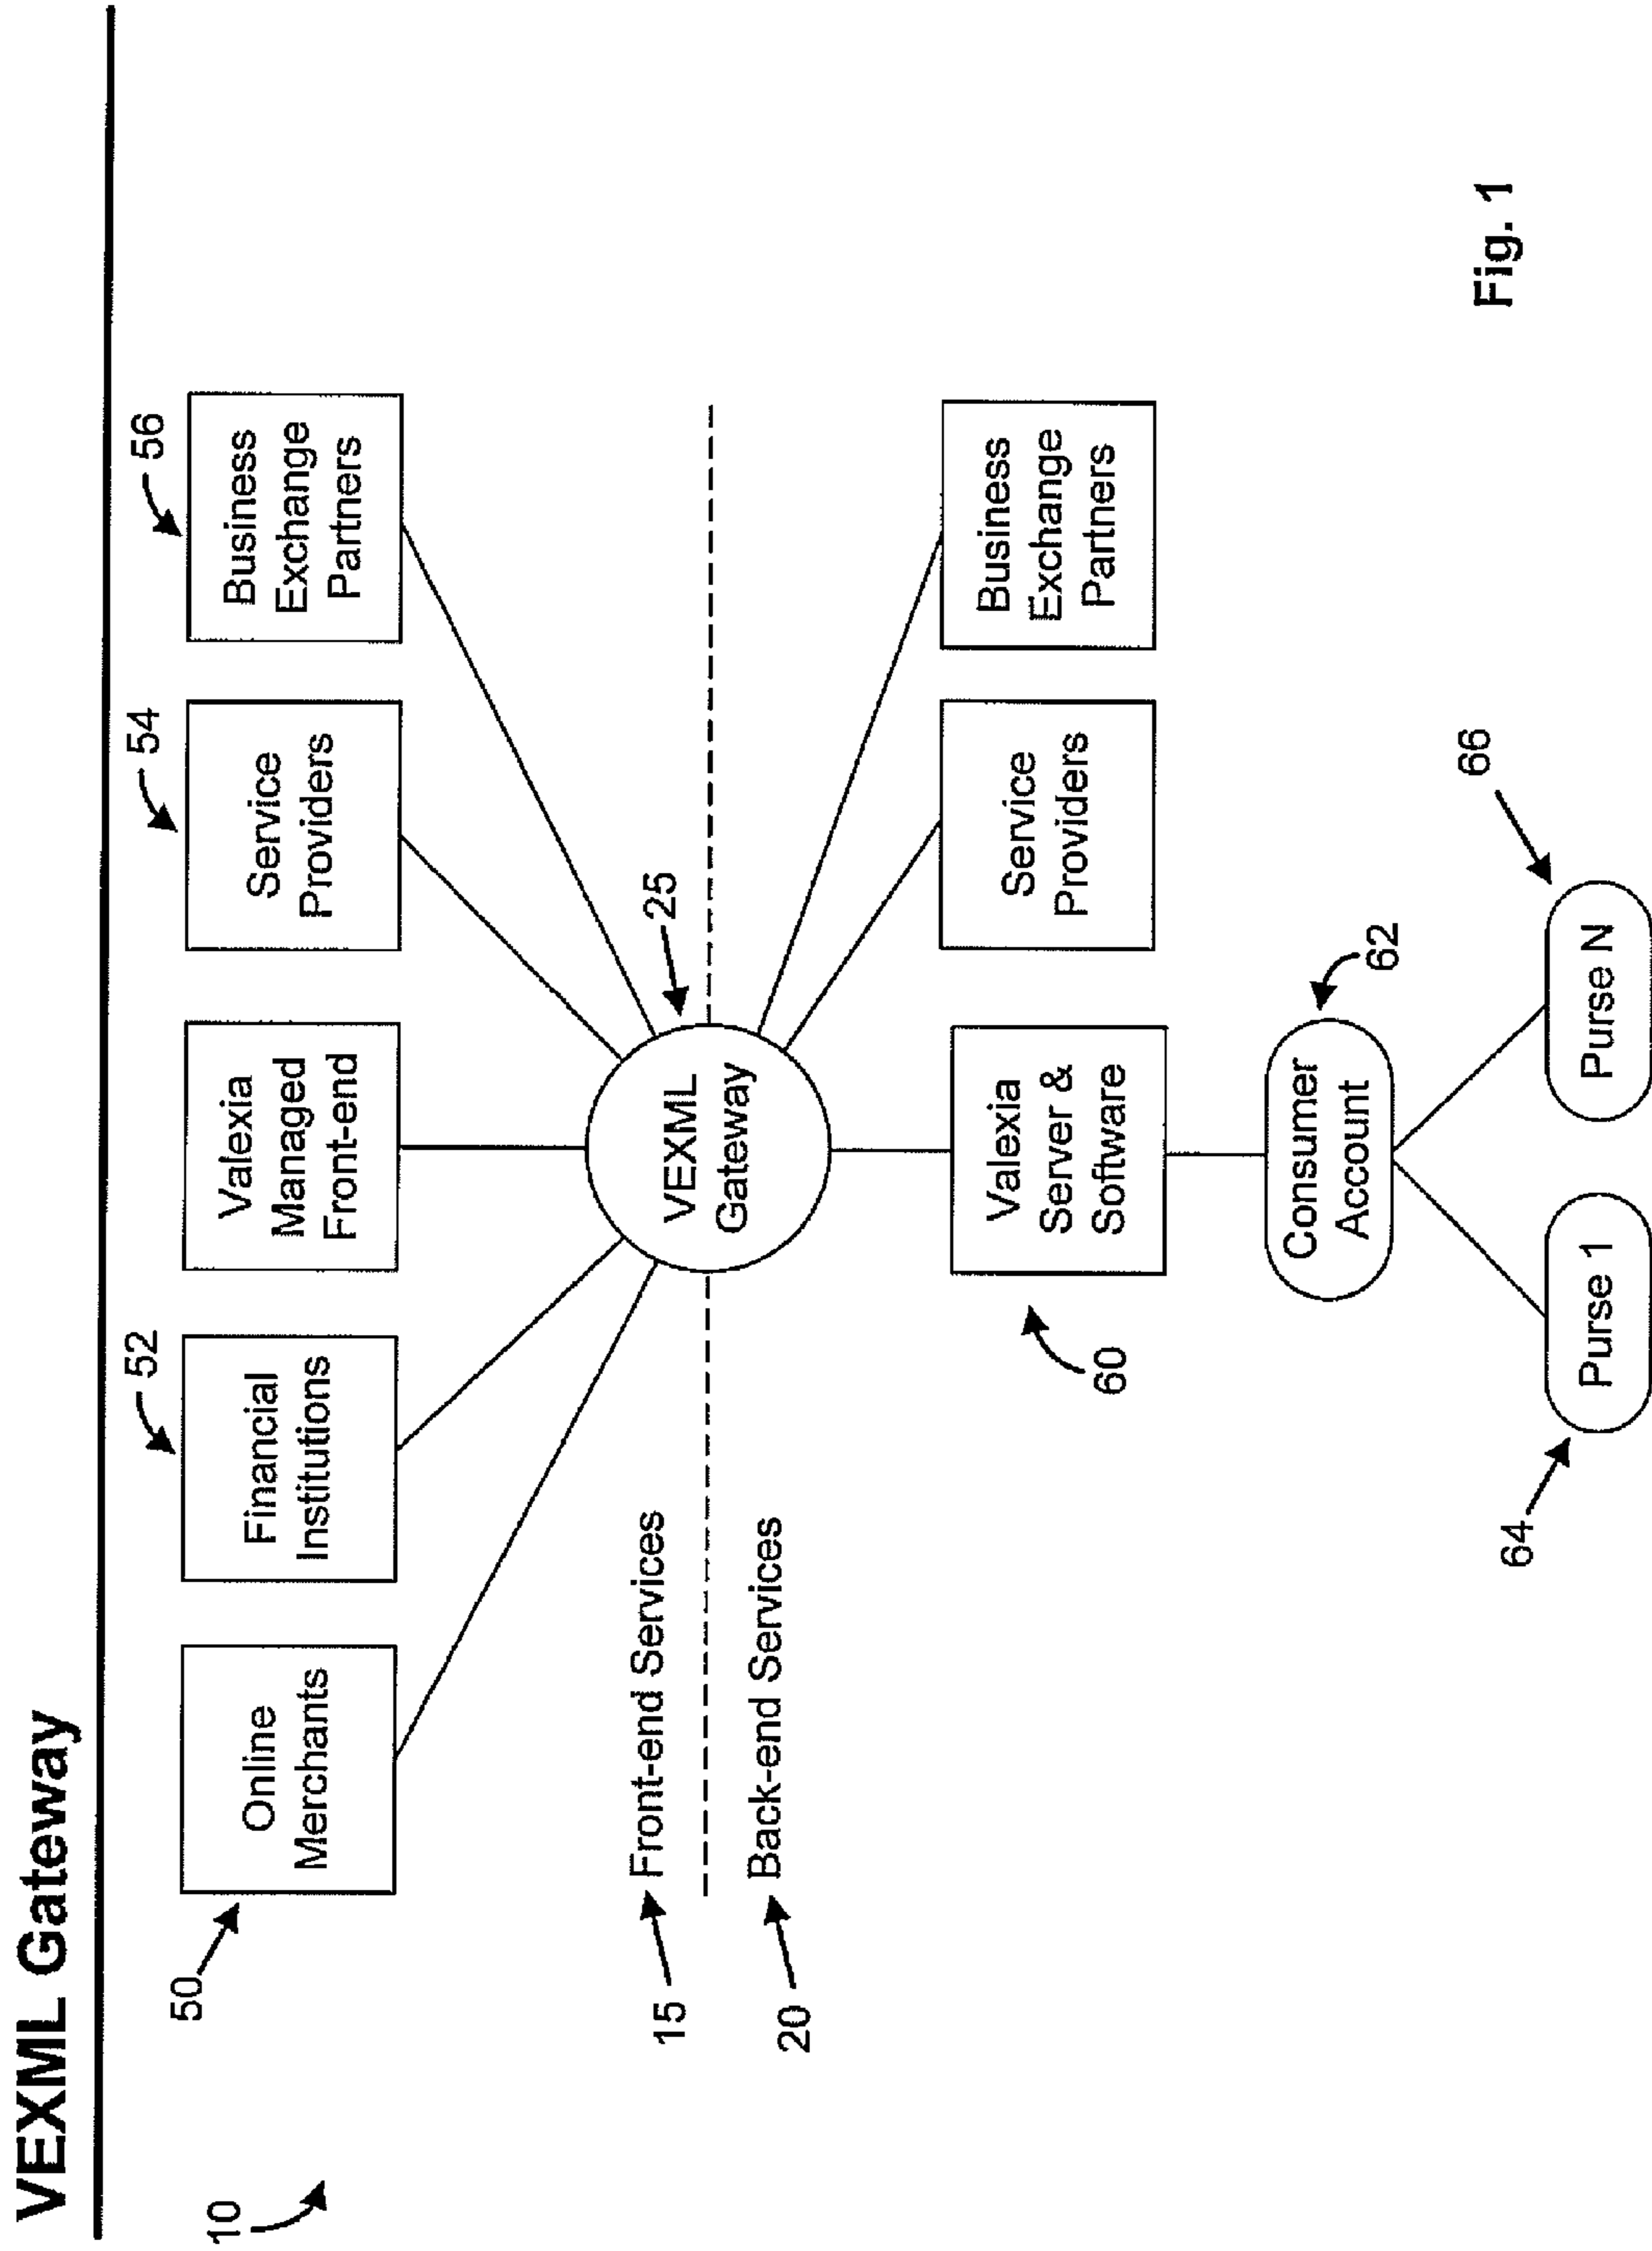 VEXML Gateway
10
50
52
54
56
Online
Merchants
Financial
Institutions
Valexia
Managed
Front-end
Service
Providers
Business
Exchange
Partners
15
Front-end Services
25
VEXML
Gateway
20
Back-end Services
60
Valexia
Server &
Software
Service
Providers
Business
Exchange
Partners
Consumer
Account
62
64
Purse 1
Purse N
66
Fig. 1